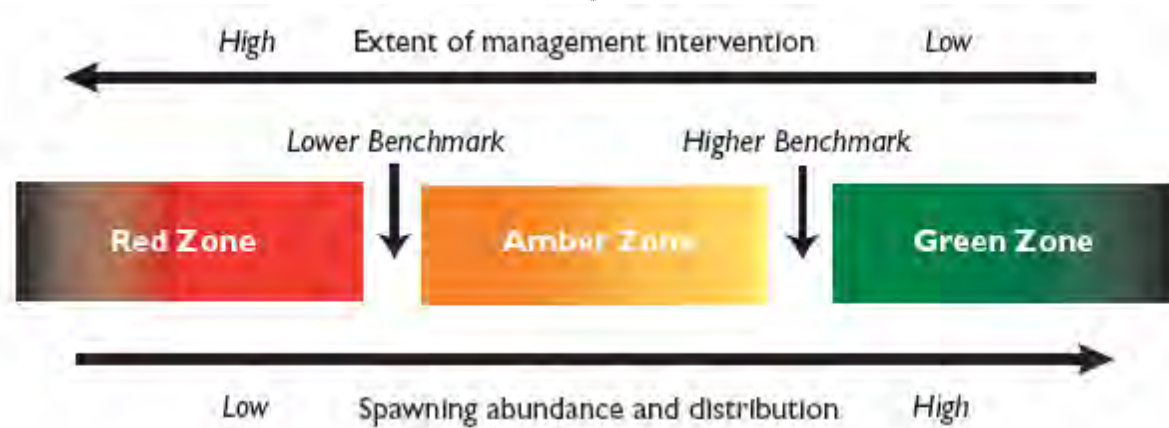 High Extent of management intervention Low
Lower Benchmark Higher Benchmark
Red Zone Amber Zone Green Zone
Low Spawning abundance and distribution High